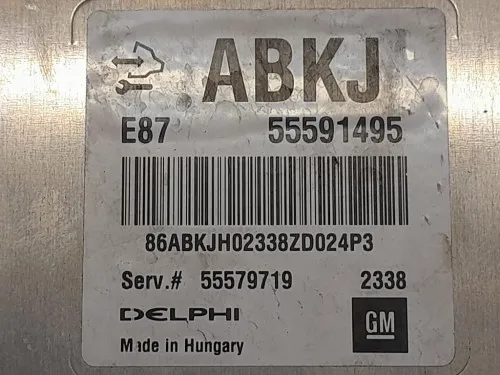 ABKJ
E87 55591495
86ABKJH02338ZD024P3
Serv.# 55579719 2338
DELPHI GM
Made in Hungary